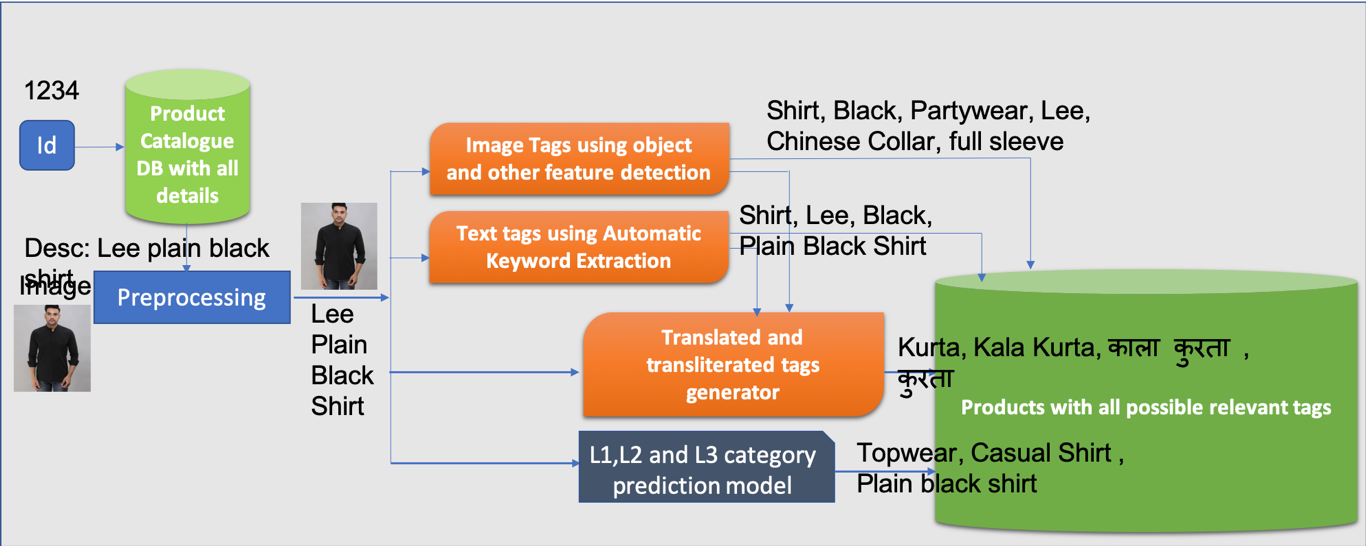 1234
Id
Product
Catalogue
DB with all
details
Desc: Lee plain black
shirt
Image
Preprocessing
Lee
Plain
Black
Shirt
Image Tags using object
and other feature detection
Shirt, Black, Partywear, Lee,
Chinese Collar, full sleeve
Text tags using Automatic
Keyword Extraction
Shirt, Lee, Black,
Plain Black Shirt
Translated and
transliterated tags
generator
Kurta, Kala Kurta, काला कुरता ,
कुरता
L1,L2 and L3 category
prediction model
Topwear, Casual Shirt ,
Plain black shirt
Products with all possible relevant tags